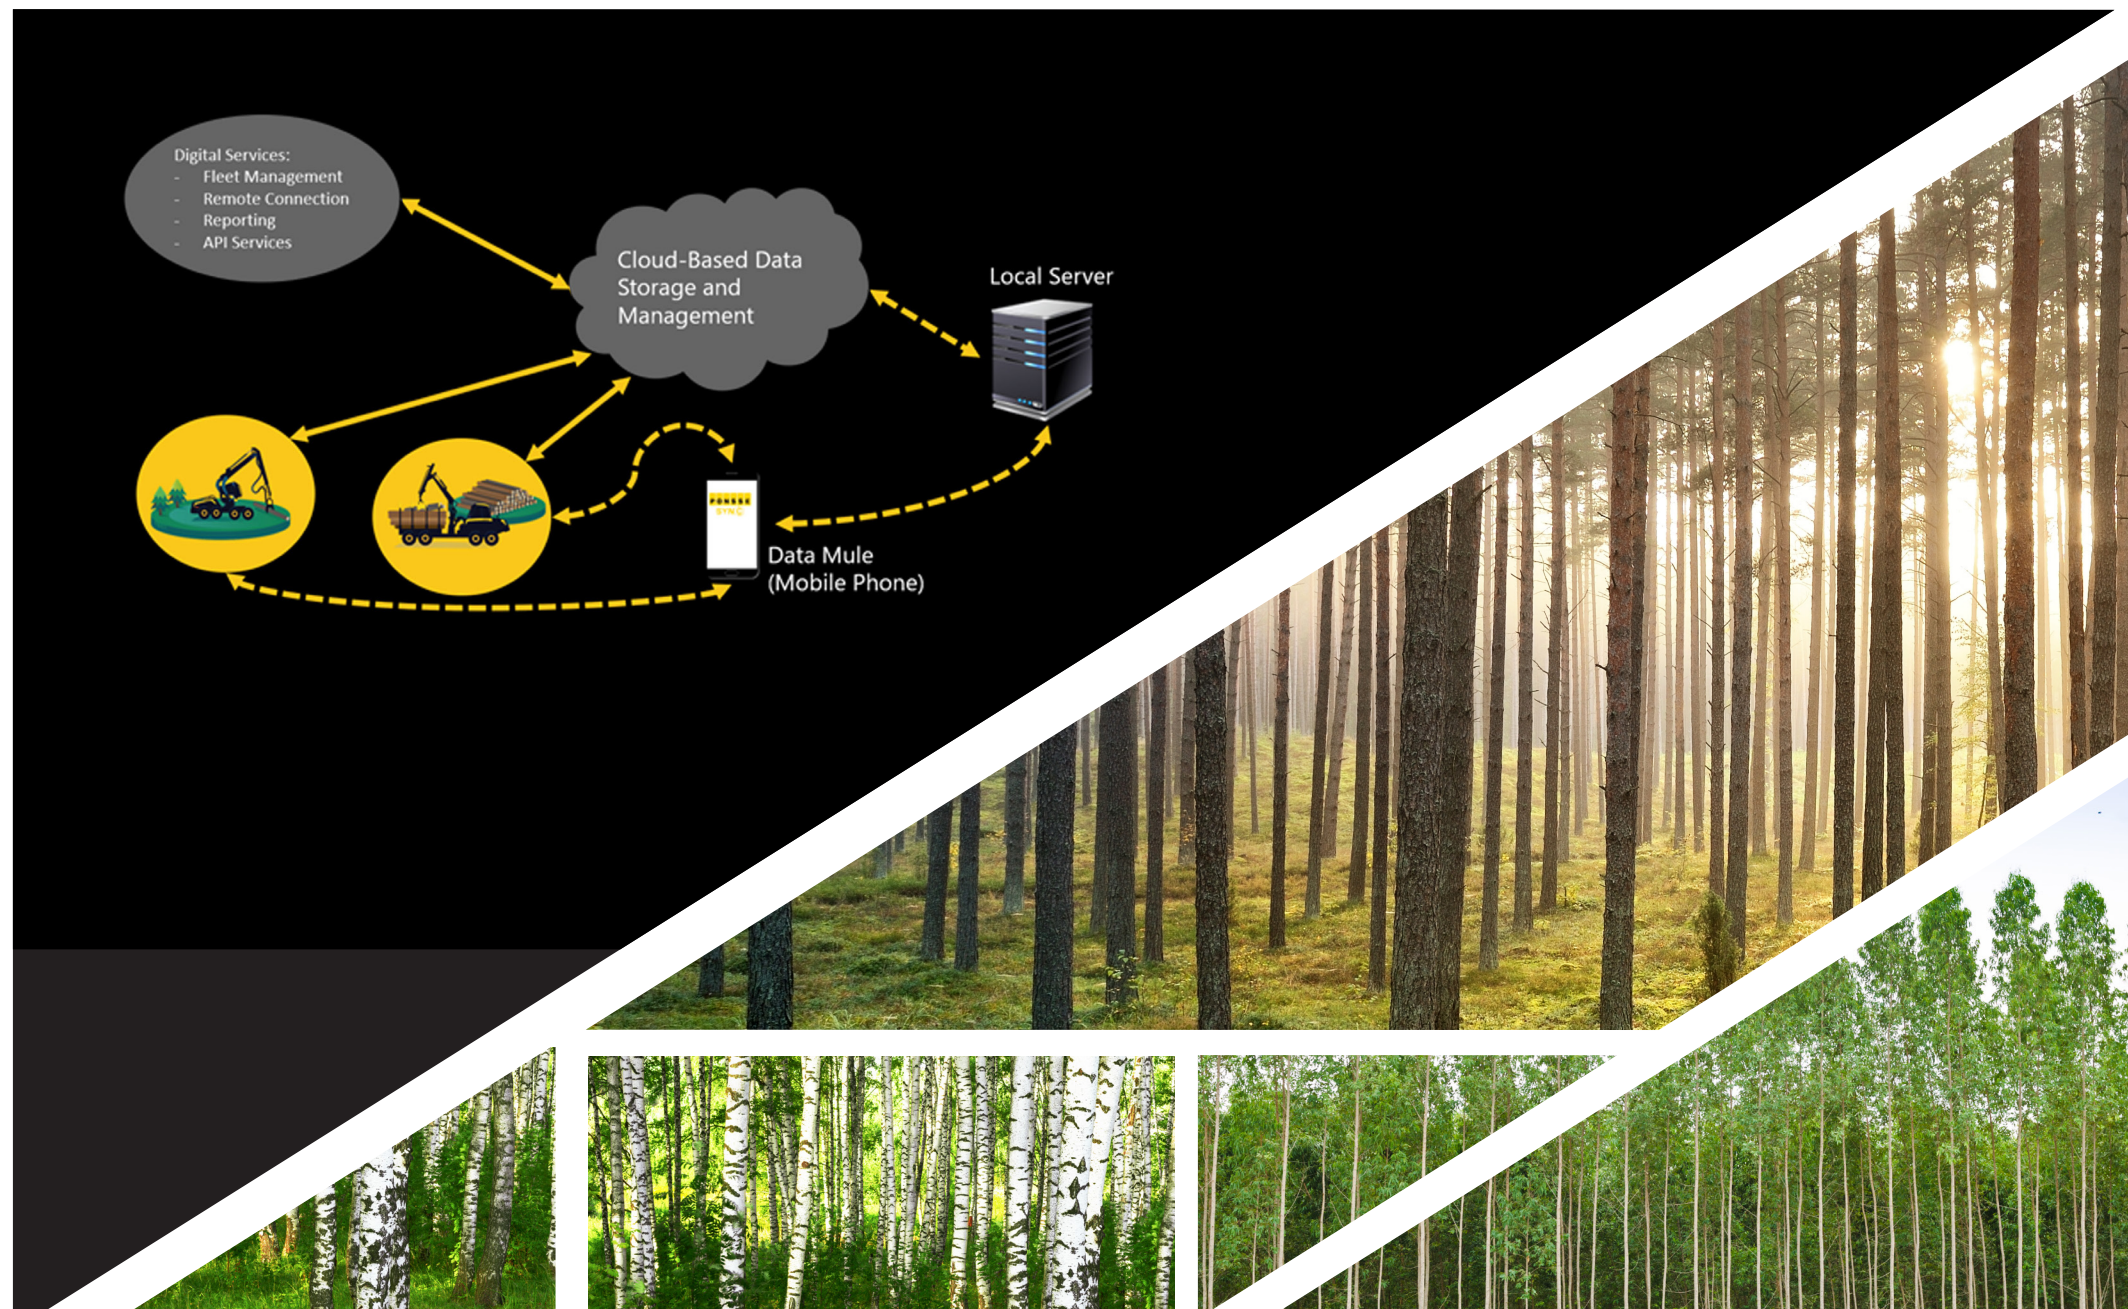 Digital Services:
- Fleet Management
- Remote Connection
- Reporting
- API Services
Cloud-Based Data
Storage and
Management
Local Server
PONSSE
SYNC
Data Mule
(Mobile Phone)